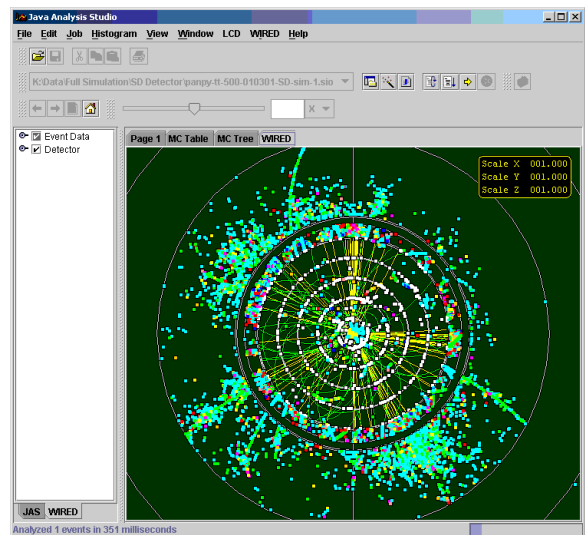 Java Analysis Studio
File Edit Job Histogram View Window LCD WIRED Help
K:\Data\Full Simulation\SD Detector\panpy-tt-500-010301-SD-sim-1.sio
X
Event Data
Detector
Page 1 MC Table MC Tree WIRED
Scale X 001.000
Scale Y 001.000
Scale Z 001.000
JAS WIRED
Analyzed 1 events in 351 milliseconds